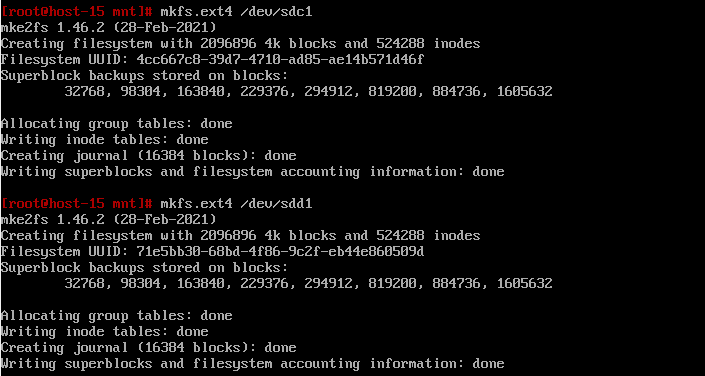 [root@host-15 mnt]# mkfs.ext4 /dev/sdc1
mke2fs 1.46.2 (28-Feb-2021)
Creating filesystem with 2096896 4k blocks and 524288 inodes
Filesystem UUID: 4cc667c8-39d7-4710-ad85-ae14b571d46f
Superblock backups stored on blocks:
        32768, 98304, 163840, 229376, 294912, 819200, 884736, 1605632

Allocating group tables: done
Writing inode tables: done
Creating journal (16384 blocks): done
Writing superblocks and filesystem accounting information: done

[root@host-15 mnt]# mkfs.ext4 /dev/sdd1
mke2fs 1.46.2 (28-Feb-2021)
Creating filesystem with 2096896 4k blocks and 524288 inodes
Filesystem UUID: 71e5bb30-68bd-4f86-9c2f-eb44e860509d
Superblock backups stored on blocks:
        32768, 98304, 163840, 229376, 294912, 819200, 884736, 1605632

Allocating group tables: done
Writing inode tables: done
Creating journal (16384 blocks): done
Writing superblocks and filesystem accounting information: done